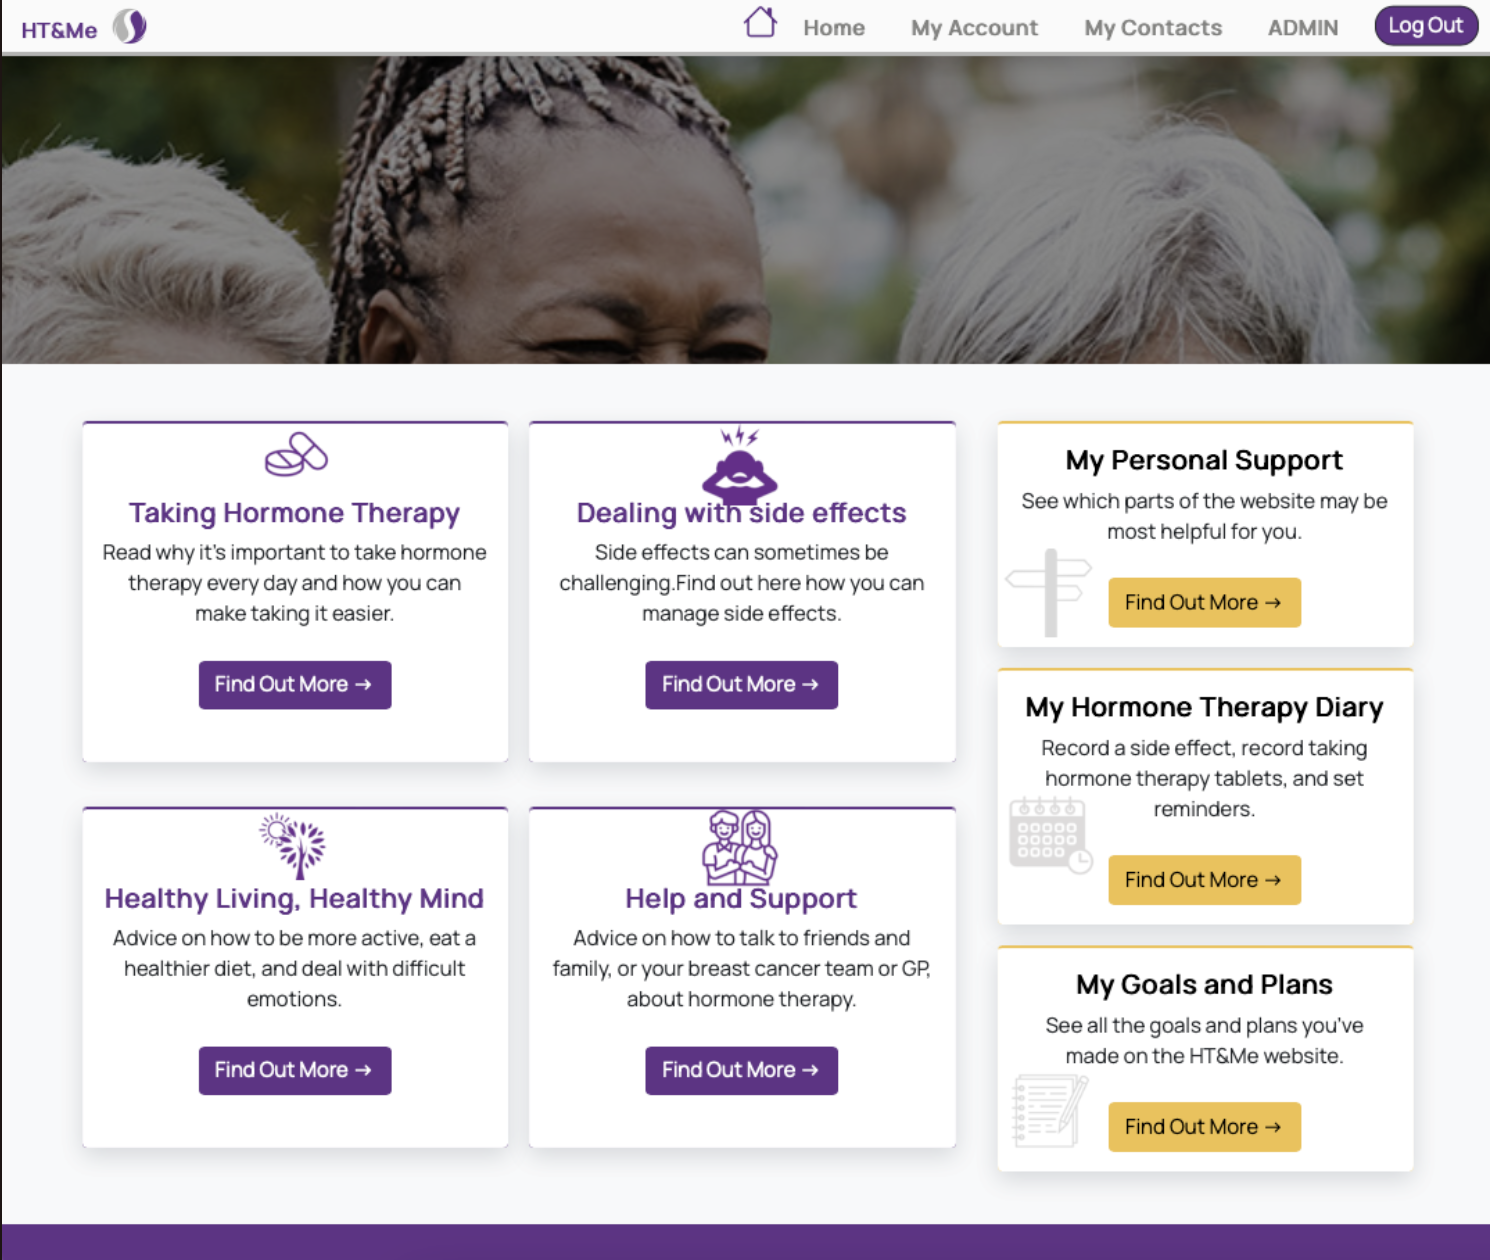 HT&Me
Home
My Account
My Contacts
ADMIN
Log Out
Taking Hormone Therapy
Read why it's important to take hormone
therapy every day and how you can
make taking it easier.
Find Out More →
Dealing with side effects
Side effects can sometimes be
challenging.Find out here how you can
manage side effects.
Find Out More →
Healthy Living, Healthy Mind
Advice on how to be more active, eat a
healthier diet, and deal with difficult
emotions.
Find Out More →
Help and Support
Advice on how to talk to friends and
family, or your breast cancer team or GP,
about hormone therapy.
Find Out More →
My Personal Support
See which parts of the website may be
most helpful for you.
Find Out More →
My Hormone Therapy Diary
Record a side effect, record taking
hormone therapy tablets, and set
reminders.
Find Out More →
My Goals and Plans
See all the goals and plans you've
made on the HT&Me website.
Find Out More →